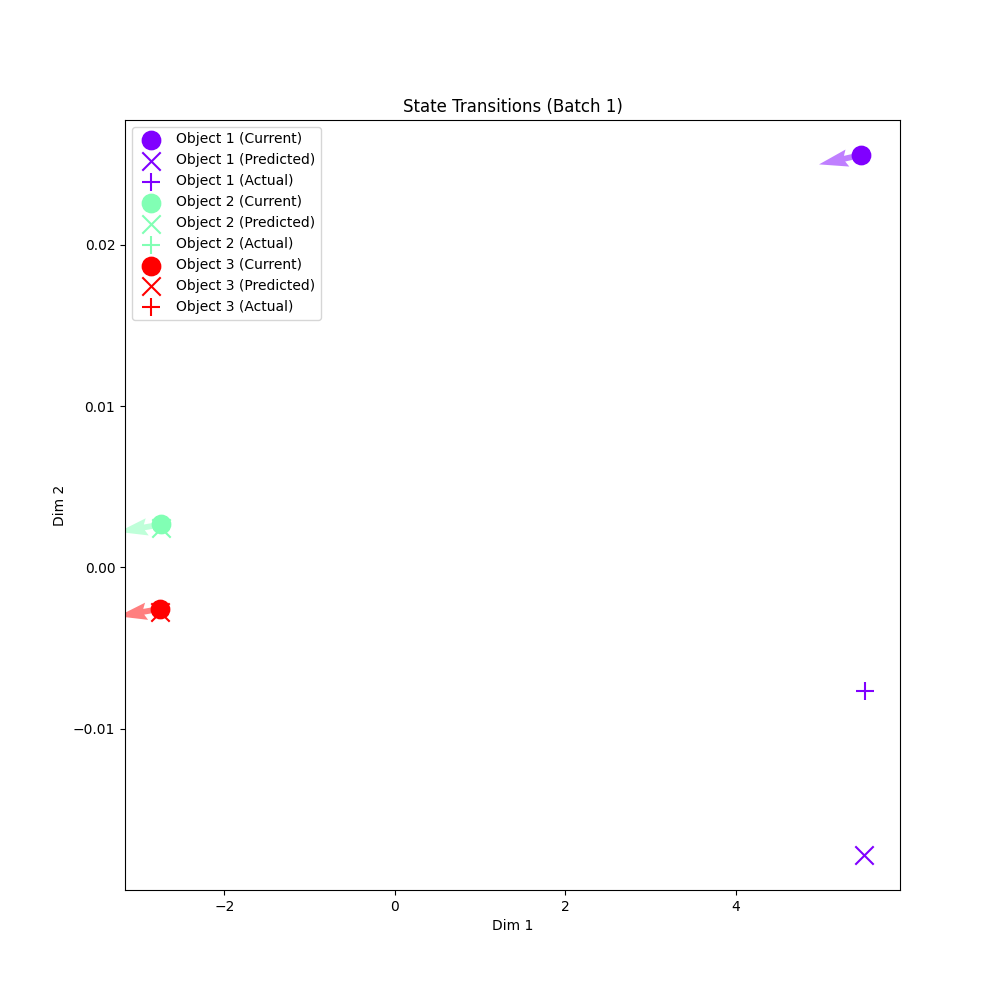 State Transitions (Batch 1)
Object 1 (Current)
Object 1 (Predicted)
Object 1 (Actual)
Object 2 (Current)
Object 2 (Predicted)
Object 2 (Actual)
Object 3 (Current)
Object 3 (Predicted)
Object 3 (Actual)
0.02
0.01
0.00
−0.01
Dim 2
−2
0
2
4
Dim 1